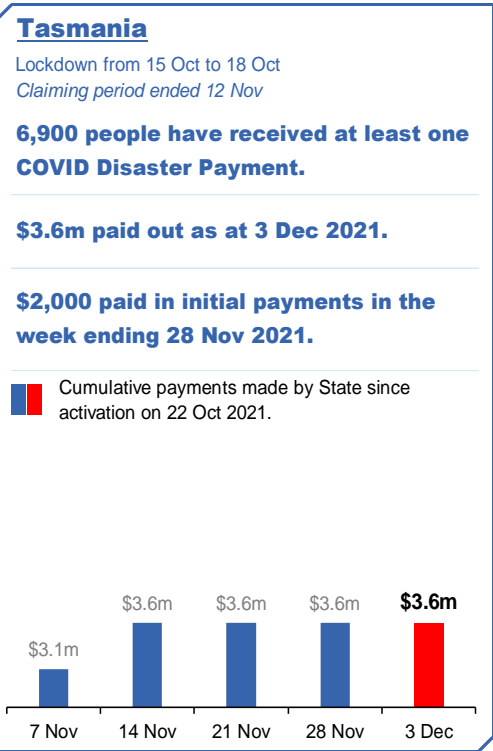 Tasmania
Lockdown from 15 Oct to 18 Oct
Claiming period ended 12 Nov
6,900 people have received at least one
COVID Disaster Payment.
$3.6m paid out as at 3 Dec 2021.
$2,000 paid in initial payments in the
week ending 28 Nov 2021.
Cumulative payments made by State since
activation on 22 Oct 2021.
$3.1m $3.6m $3.6m $3.6m $3.6m
7 Nov 14 Nov 21 Nov 28 Nov 3 Dec